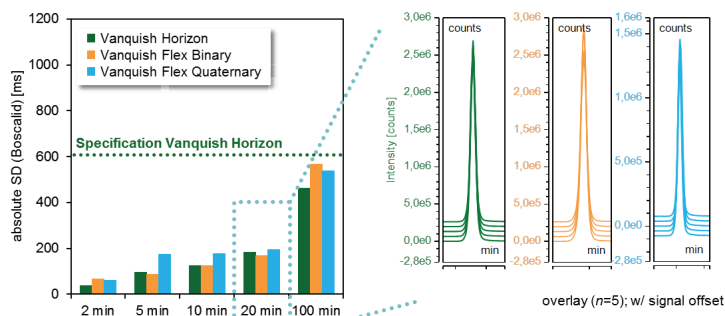 1200
1000
800
600
400
200
0
absolute SD (Boscalid) [ms]
Vanquish Horizon
Vanquish Flex Binary
Vanquish Flex Quaternary
Specification Vanquish Horizon
2 min
5 min
10 min
20 min
100 min
Intensity [counts]
3,0e6
2,5e6
2,0e6
1,5e6
1,0e6
5,0e5
0,0e0
-2,8e5
counts
min
3,0e6
2,5e6
2,0e6
1,5e6
1,0e6
5,0e5
0,0e0
-2,8e5
counts
min
1,6e6
1,5e6
1,0e6
5,0e5
0,0e0
-2,8e5
counts
min
overlay (n=5); w/ signal offset